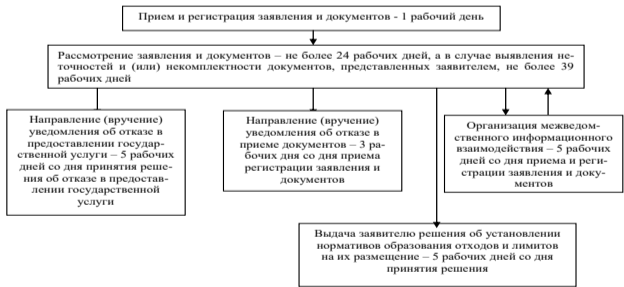 Прием и регистрация заявления и документов - 1 рабочий день
Рассмотрение заявления и документов – не более 24 рабочих дней, а в случае выявления не-
точностей и (или) некомплектности документов, представленных заявителем, не более 39
рабочих дней
Направление (вручение)
уведомления об отказе в
предоставлении государ-
ственной услуги – 5 рабочих
дней со дня принятия реше-
ния об отказе в предостав-
лении государственной
услуги
Направление (вручение)
уведомления об отказе в
приеме документов – 3 ра-
бочих дня со дня приема
регистрации заявления и
документов
Организация межведом-
ственного информационного
взаимодействия – 5 рабочих
дней со дня приема и реги-
страции заявления и доку-
ментов
Выдача заявителю решения об установлении
нормативов образования отходов и лимитов
на их размещение – 5 рабочих дней со дня
принятия решения